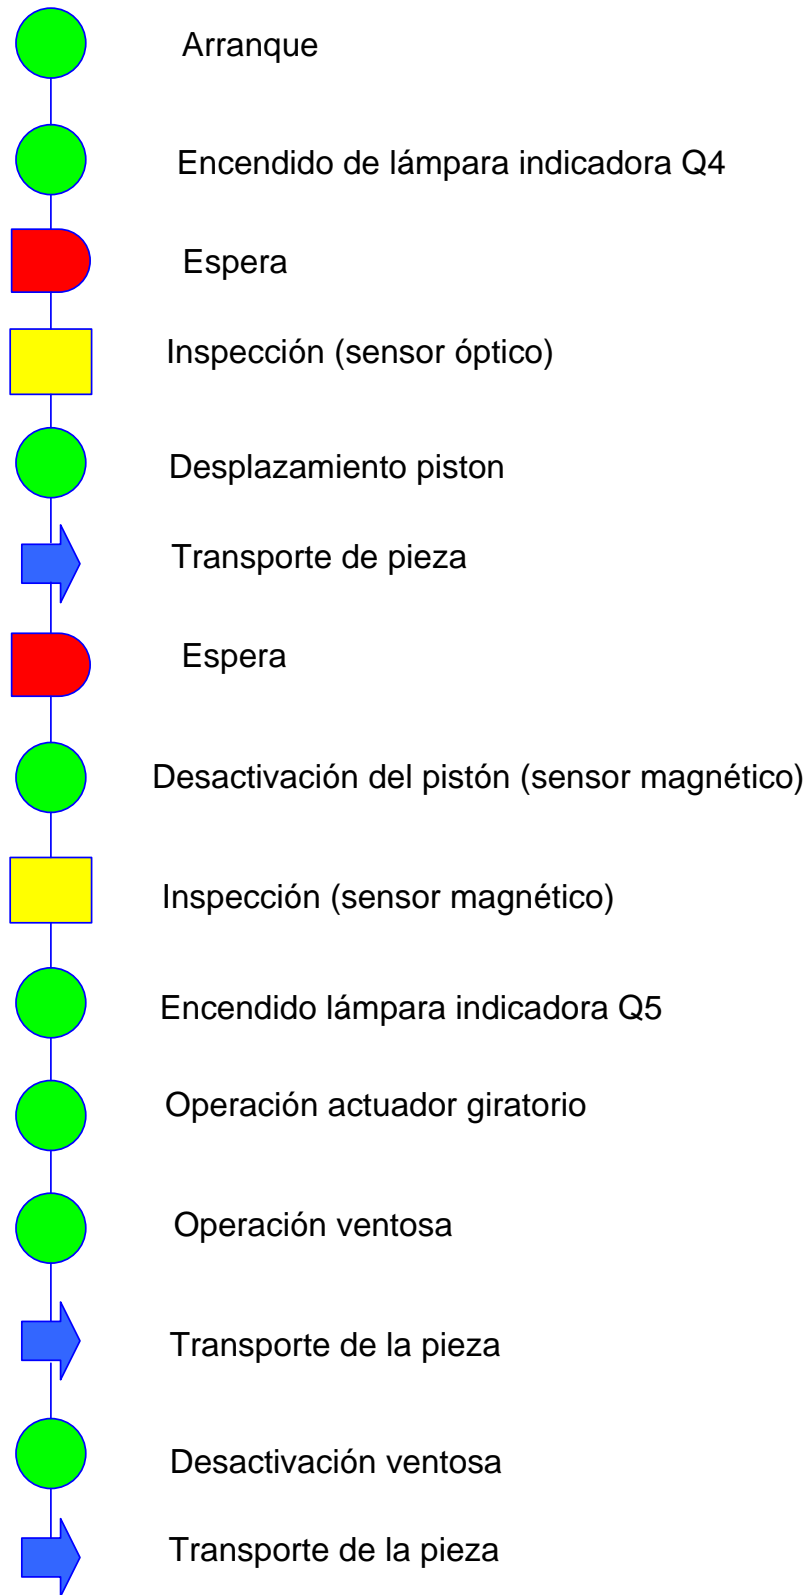 Arranque
Encendido de lámpara indicadora Q4
Espera
Inspección (sensor óptico)
Desplazamiento piston
Transporte de pieza
Espera
Desactivación del pistón (sensor magnético)
Inspección (sensor magnético)
Encendido lámpara indicadora Q5
Operación actuador giratorio
Operación ventosa
Transporte de la pieza
Desactivación ventosa
Transporte de la pieza